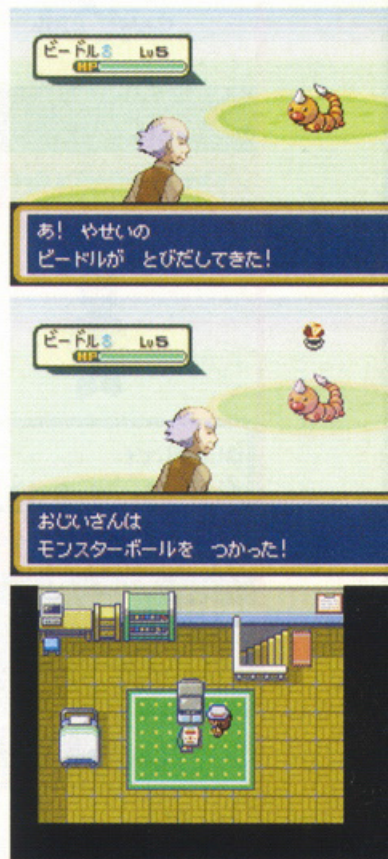 ビードル♂ Lv5
HP
あ! やせいの
ビードルが とびだしてきた!
ビードル♂ Lv5
HP
おじいさんは
モンスターボールを つかった!